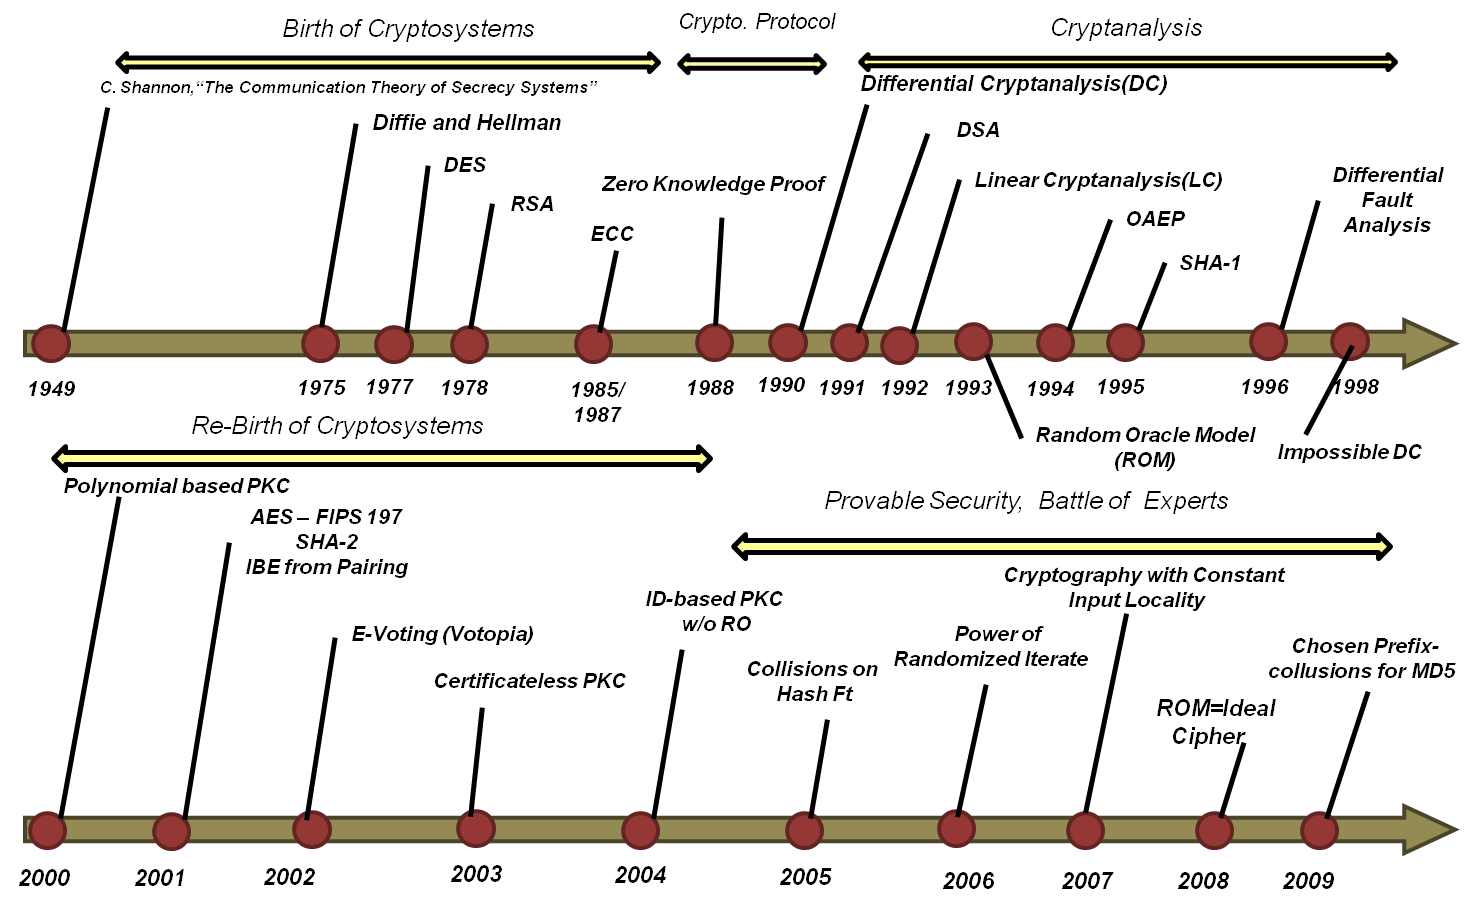 Birth of Cryptosystems
Crypto. Protocol
Cryptanalysis
C. Shannon,“The Communication Theory of Secrecy Systems”
Differential Cryptanalysis(DC)
Diffie and Hellman
DSA
DES
Linear Cryptanalysis(LC)
Differential
Fault
Analysis
Zero Knowledge Proof
RSA
OAEP
ECC
SHA-1
1949
1975
1977
1978
1985/
1987
1988
1990
1991
1992
1993
1994
1995
1996
1998
Random Oracle Model
(ROM)
Impossible DC
Re-Birth of Cryptosystems
Polynomial based PKC
Provable Security, Battle of Experts
AES – FIPS 197
SHA-2
IBE from Pairing
Cryptography with Constant
Input Locality
ID-based PKC
w/o RO
E-Voting (Votopia)
Power of
Randomized Iterate
Chosen Prefix-
collusions for MD5
Certificateless PKC
Collisions on
Hash Ft
ROM=Ideal
Cipher
2000
2001
2002
2003
2004
2005
2006
2007
2008
2009